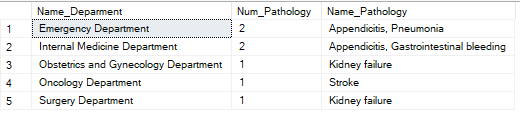 Name_Deparment Num_Pathology Name_Pathology
1 Emergency Department 2 Appendicitis, Pneumonia
2 Internal Medicine Department 2 Appendicitis, Gastrointestinal bleeding
3 Obstetrics and Gynecology Department 1 Kidney failure
4 Oncology Department 1 Stroke
5 Surgery Department 1 Kidney failure